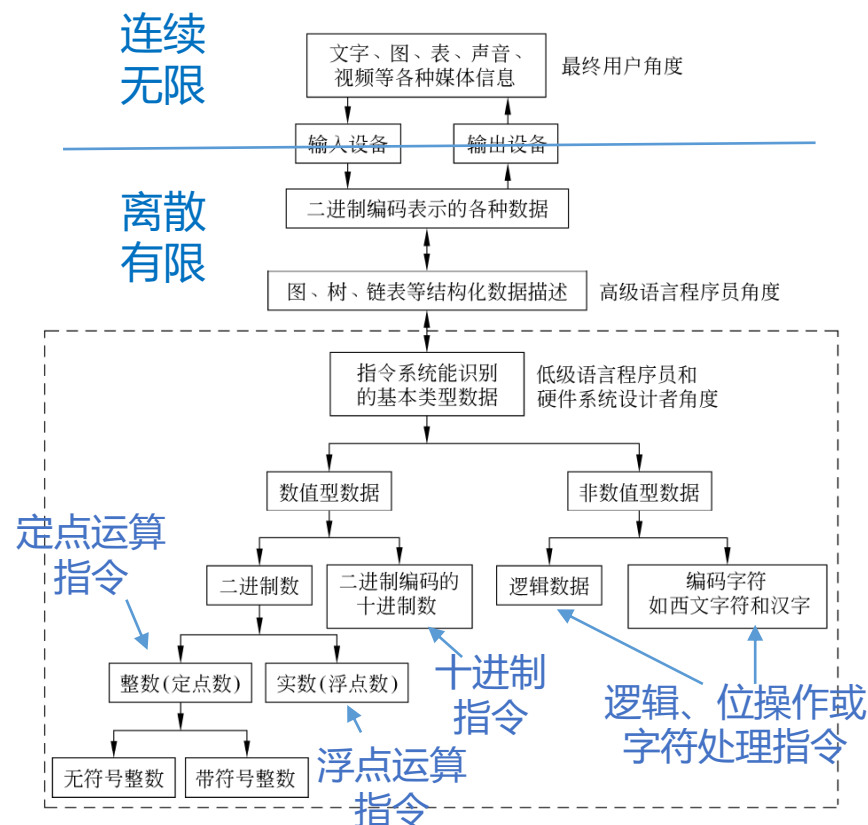 连续
无限
文字、图、表、声音、
视频等各种媒体信息
最终用户角度
输入设备
输出设备
离散
有限
二进制编码表示的各种数据
图、树、链表等结构化数据描述
高级语言程序员角度
指令系统能识别
的基本类型数据
低级语言程序员和
硬件系统设计者角度
数值型数据
非数值型数据
定点运算
指令
二进制数
二进制编码的
十进制数
逻辑数据
编码字符
如西文字符和汉字
整数(定点数)
实数(浮点数)
十进制
指令
逻辑、位操作或
字符处理指令
无符号整数
带符号整数
浮点运算
指令